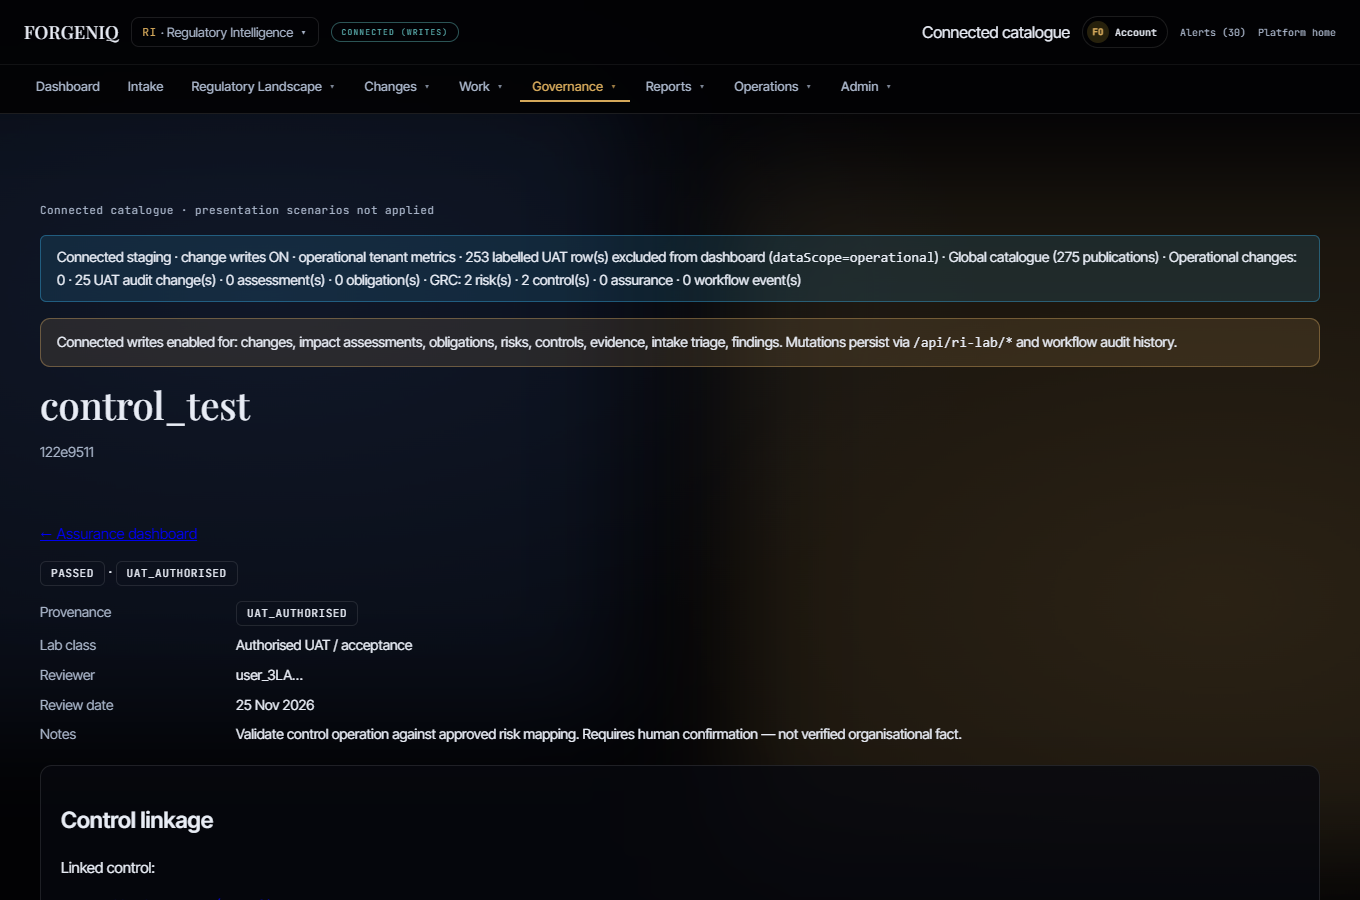 FORGENIQ
RI · Regulatory Intelligence ▾
CONNECTED (WRITES)
Connected catalogue
FO Account
Alerts (30)
Platform home
Dashboard
Intake
Regulatory Landscape ▾
Changes ▾
Work ▾
Governance ▾
Reports ▾
Operations ▾
Admin ▾
Connected catalogue · presentation scenarios not applied
Connected staging · change writes ON · operational tenant metrics · 253 labelled UAT row(s) excluded from dashboard (dataScope=operational) · Global catalogue (275 publications) · Operational changes:
0 · 25 UAT audit change(s) · 0 assessment(s) · 0 obligation(s) · GRC: 2 risk(s) · 2 control(s) · 0 assurance · 0 workflow event(s)
Connected writes enabled for: changes, impact assessments, obligations, risks, controls, evidence, intake triage, findings. Mutations persist via /api/ri-lab/* and workflow audit history.
control_test
122e9511
← Assurance dashboard
PASSED · UAT_AUTHORISED
Provenance UAT_AUTHORISED
Lab class Authorised UAT / acceptance
Reviewer user_3LA…
Review date 25 Nov 2026
Notes Validate control operation against approved risk mapping. Requires human confirmation — not verified organisational fact.
Control linkage
Linked control: